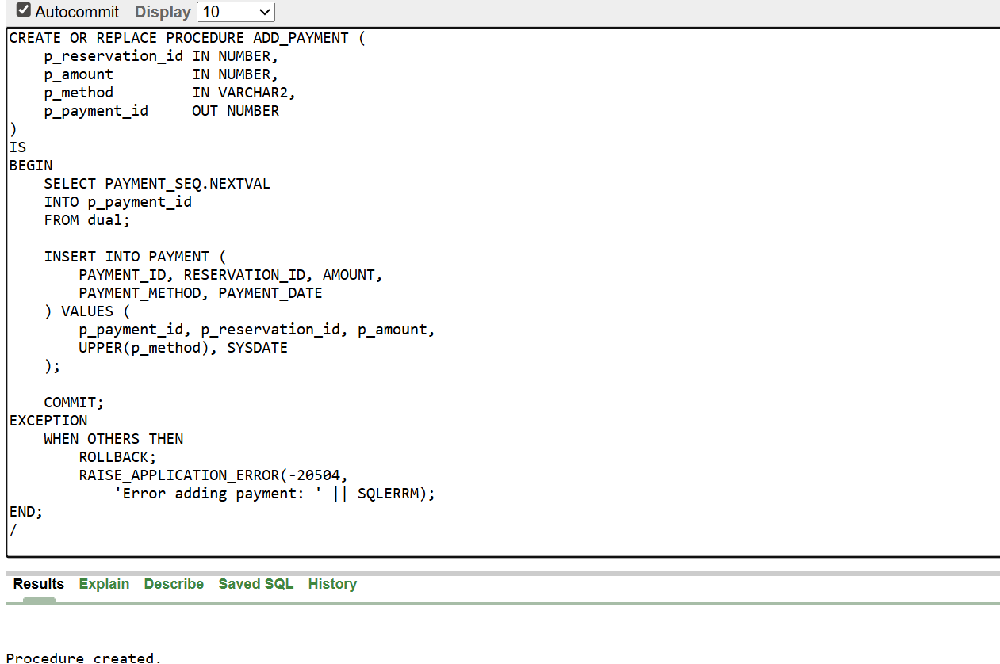 Autocommit Display 10
CREATE OR REPLACE PROCEDURE ADD_PAYMENT (
    p_reservation_id IN NUMBER,
    p_amount         IN NUMBER,
    p_method         IN VARCHAR2,
    p_payment_id     OUT NUMBER
)
IS
BEGIN
    SELECT PAYMENT_SEQ.NEXTVAL
    INTO p_payment_id
    FROM dual;

    INSERT INTO PAYMENT (
        PAYMENT_ID, RESERVATION_ID, AMOUNT,
        PAYMENT_METHOD, PAYMENT_DATE
    ) VALUES (
        p_payment_id, p_reservation_id, p_amount,
        UPPER(p_method), SYSDATE
    );

    COMMIT;
EXCEPTION
    WHEN OTHERS THEN
        ROLLBACK;
        RAISE_APPLICATION_ERROR(-20504,
            'Error adding payment: ' || SQLERRM);
END;
/
Results Explain Describe Saved SQL History
Procedure created.